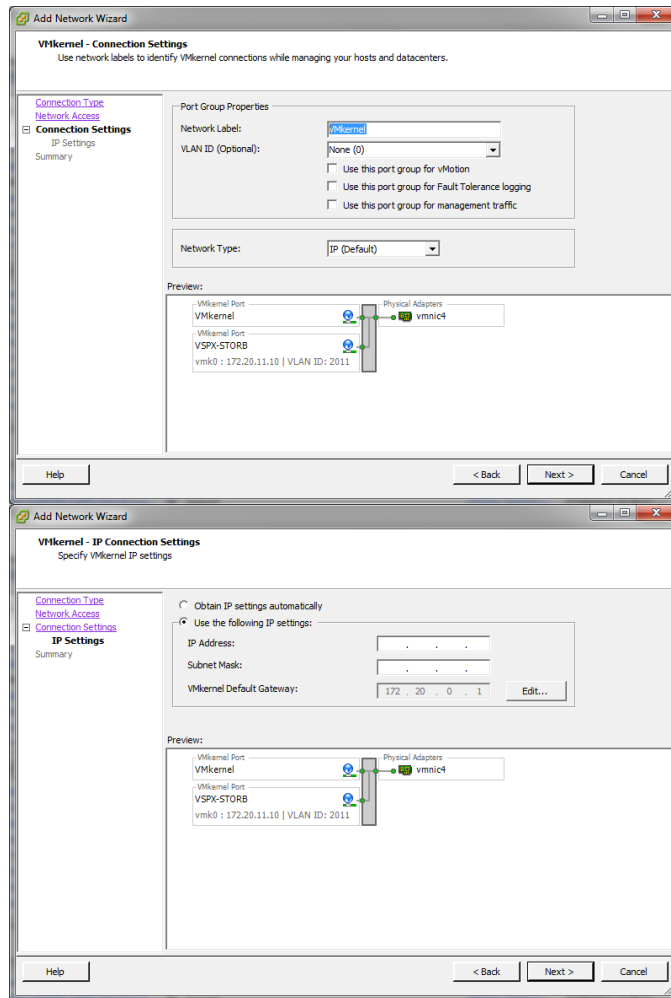 Add Network Wizard
VMkernel - Connection Settings
Use network labels to identify VMkernel connections while managing your hosts and datacenters.
Connection Type
Network Access
Connection Settings
IP Settings
Summary
Port Group Properties
Network Label:
VMkernel
VLAN ID (Optional):
None (0)
Use this port group for vMotion
Use this port group for Fault Tolerance logging
Use this port group for management traffic
Network Type:
IP (Default)
Preview:
VMkernel Port
VMkernel
Physical Adapters
vmnic4
VMkernel Port
VSPX-STORB
vmk0 : 172.20.11.10 | VLAN ID: 2011
Help
< Back
Next >
Cancel
Add Network Wizard
VMkernel - IP Connection Settings
Specify VMkernel IP settings
Connection Type
Network Access
Connection Settings
IP Settings
Summary
Obtain IP settings automatically
Use the following IP settings:
IP Address:
. . .
Subnet Mask:
. . .
VMkernel Default Gateway:
172 . 20 . 0 . 1
Edit...
Preview:
VMkernel Port
VMkernel
Physical Adapters
vmnic4
VMkernel Port
VSPX-STORB
vmk0 : 172.20.11.10 | VLAN ID: 2011
Help
< Back
Next >
Cancel